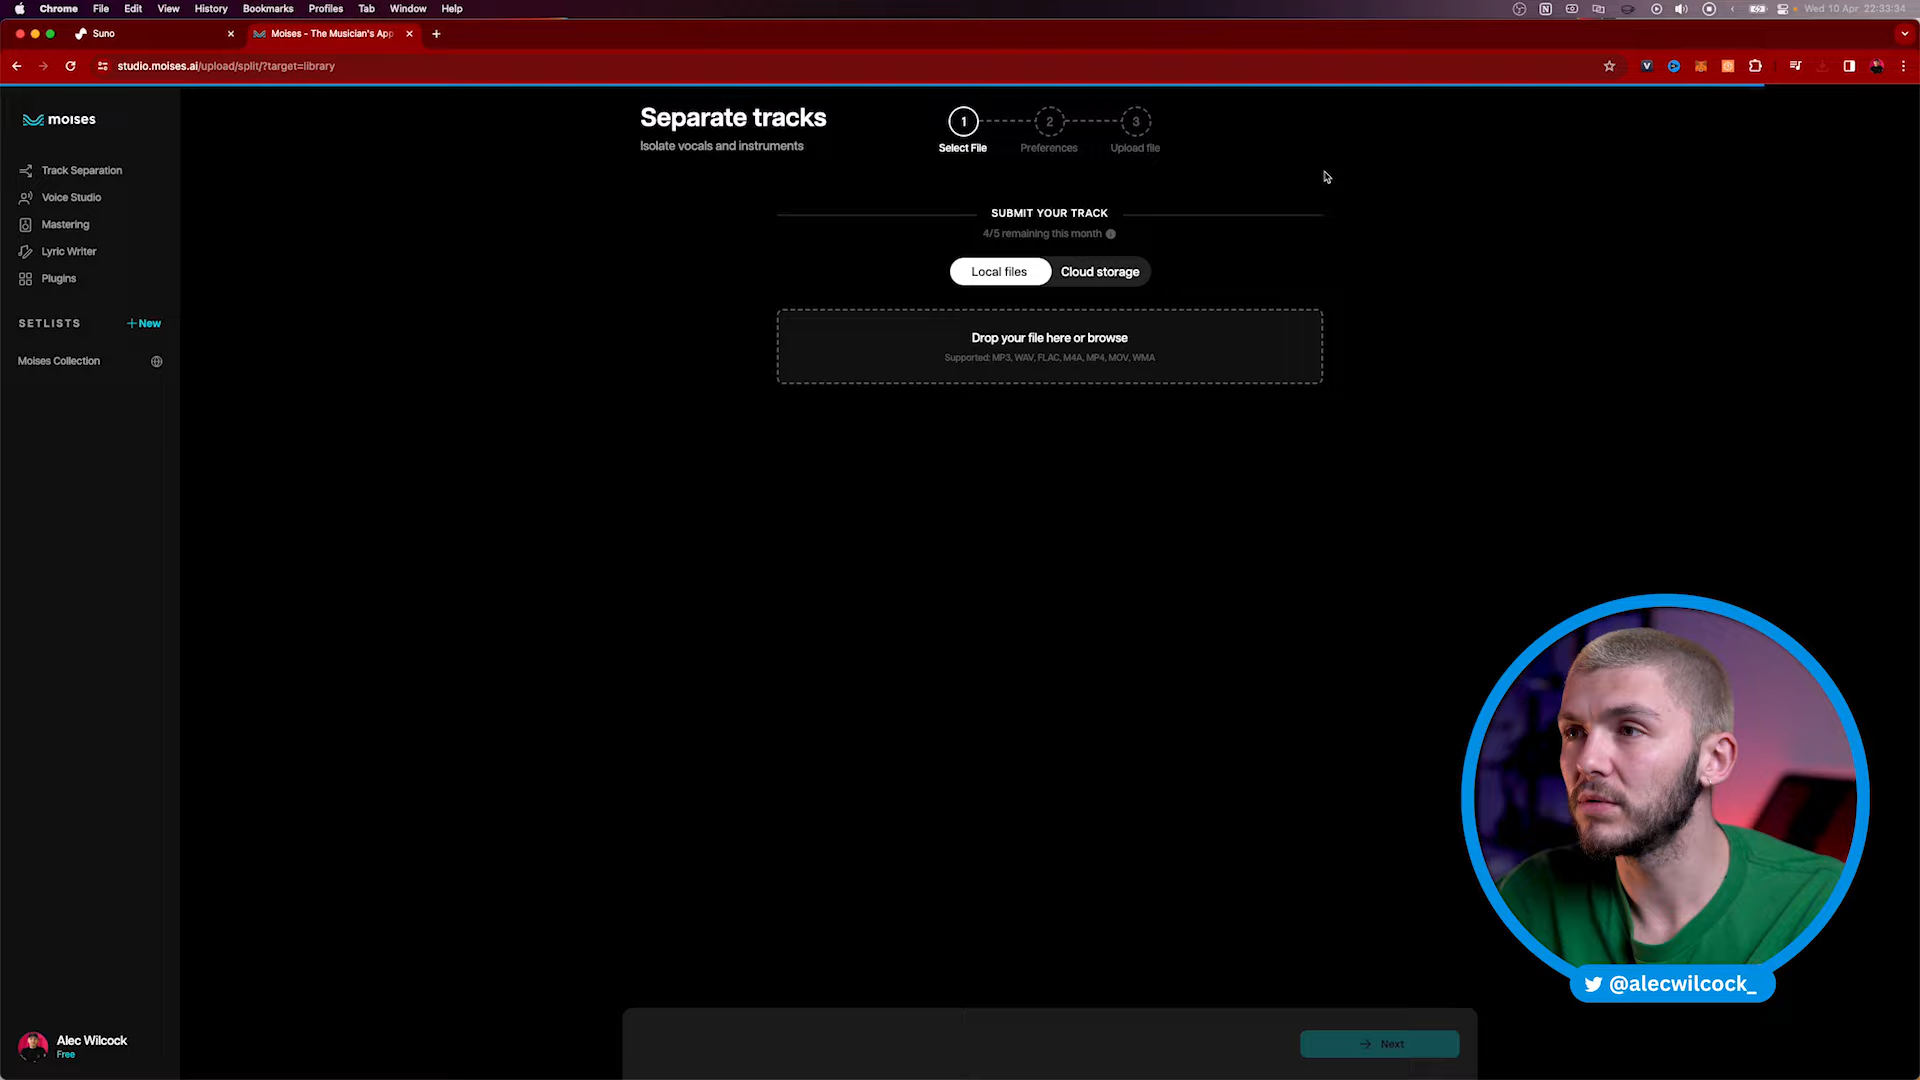 Chrome File Edit View History Bookmarks Profiles Tab Window Help
Wed 10 Apr 22:33:34
Suno
Moises - The Musician's App
studio.moises.ai/upload/split/?target=library
moises
Track Separation
Voice Studio
Mastering
Lyric Writer
Plugins
SETLISTS
+ New
Moises Collection
Separate tracks
Isolate vocals and instruments
1 2 3
Select File Preferences Upload file
SUBMIT YOUR TRACK
4/5 remaining this month
Local files Cloud storage
Drop your file here or browse
Supported: MP3, WAV, FLAC, M4A, MP4, MOV, WMA
@alecwilcock_
Alec Wilcock
Free
Next